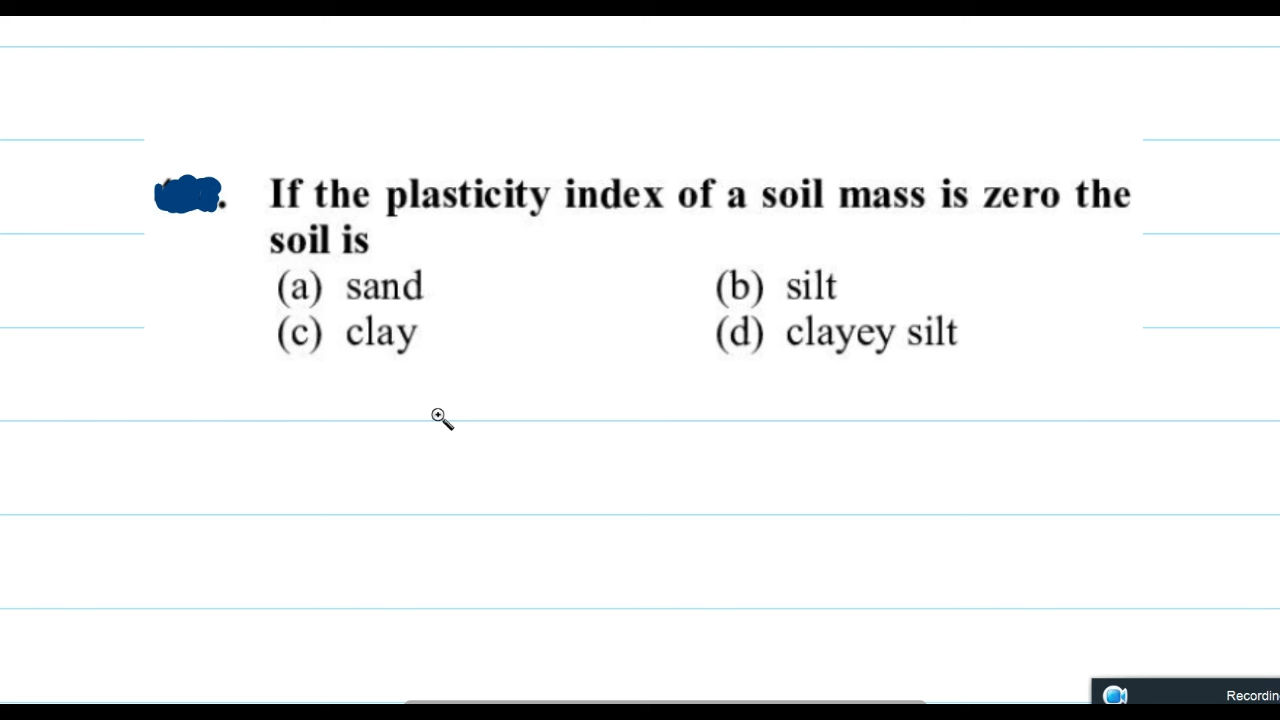 . If the plasticity index of a soil mass is zero the
soil is
(a) sand (b) silt
(c) clay (d) clayey silt
Recordin